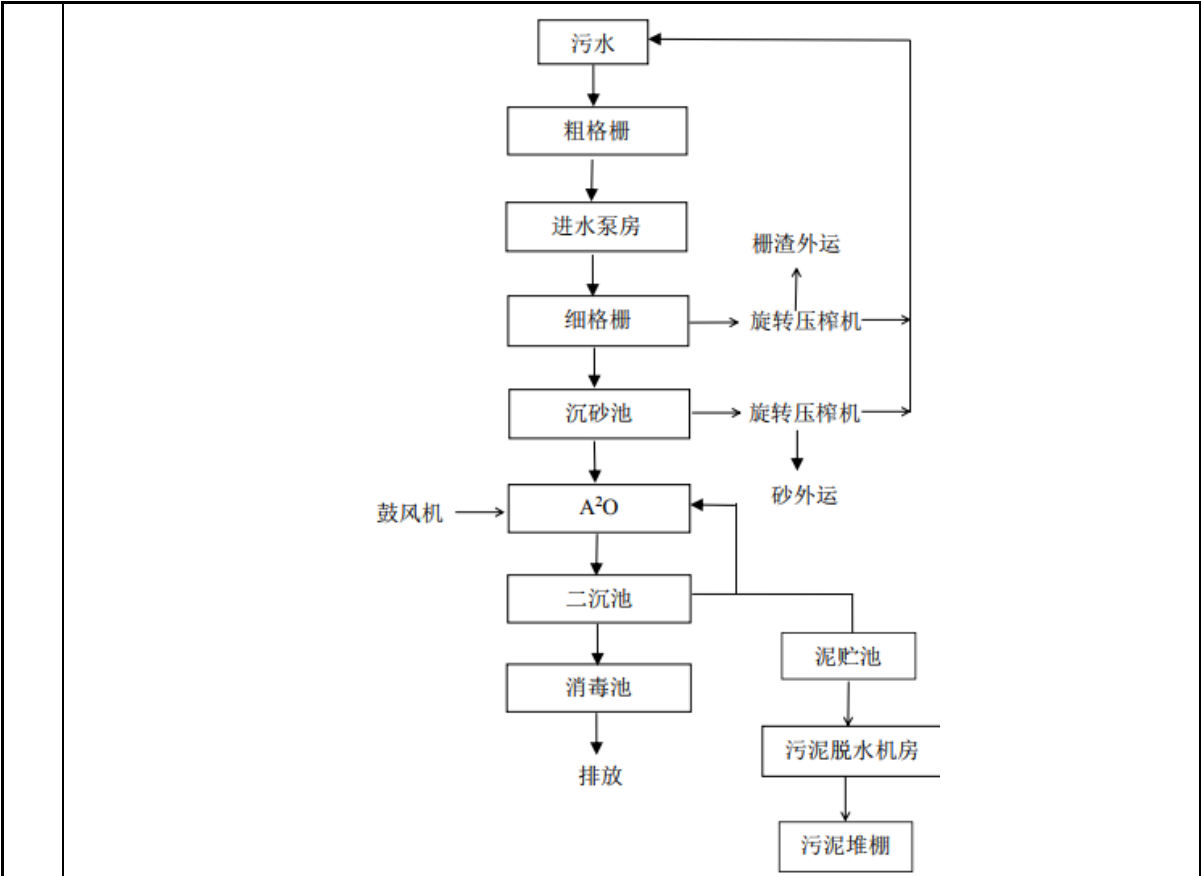 污水
粗格栅
进水泵房
栅渣外运
细格栅
旋转压榨机
沉砂池
旋转压榨机
砂外运
鼓风机
A²O
二沉池
泥贮池
消毒池
污泥脱水机房
排放
污泥堆棚